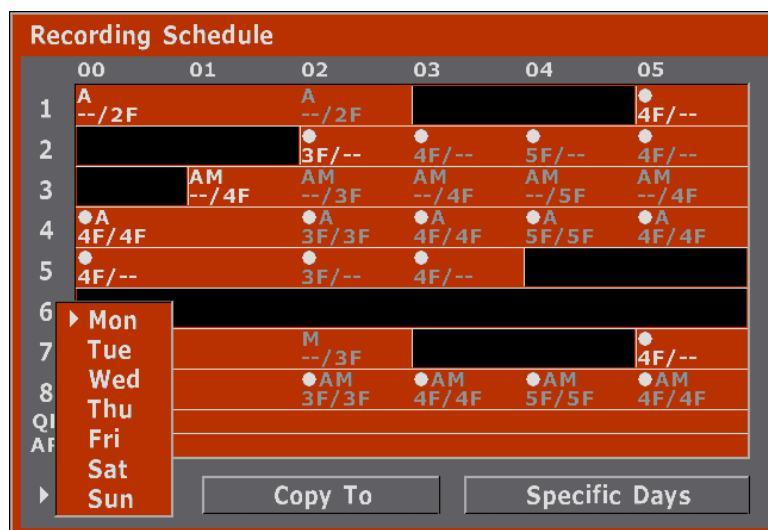 Recording Schedule
00 01 02 03 04 05
1 A A ●
--/2F --/2F 4F/--
2 ● ● ● ●
3F/-- 4F/-- 5F/-- 4F/--
3 AM AM AM AM AM
--/4F --/3F --/4F --/5F --/4F
4 ●A ●A ●A ●A ●A
4F/4F 3F/3F 4F/4F 5F/5F 4F/4F
5 ● ● ●
4F/-- 3F/-- 4F/--
6
Mon
7 M ●
--/3F 4F/--
Tue
Wed
8 ●AM ●AM ●AM ●AM
3F/3F 4F/4F 5F/5F 4F/4F
Thu
Fri
Sat
Sun
Copy To Specific Days